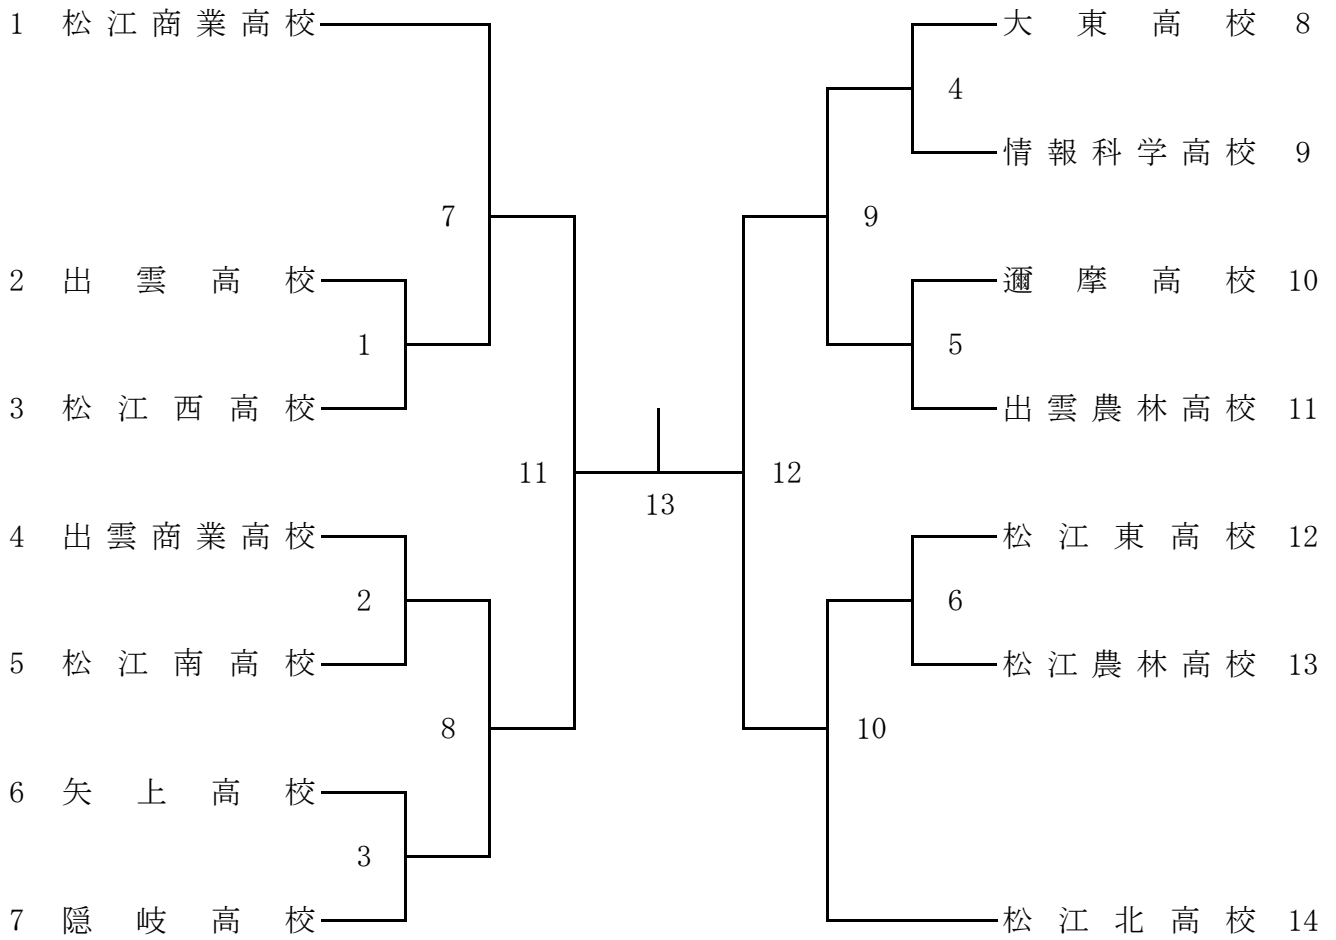 1 松江商業高校
大東高校 8
4
情報科学高校 9
7
9
2 出雲高校
邇摩高校 10
1
5
3 松江西高校
出雲農林高校 11
11
12
13
4 出雲商業高校
松江東高校 12
2
6
5 松江南高校
松江農林高校 13
8
10
6 矢上高校
3
7 隠岐高校
松江北高校 14